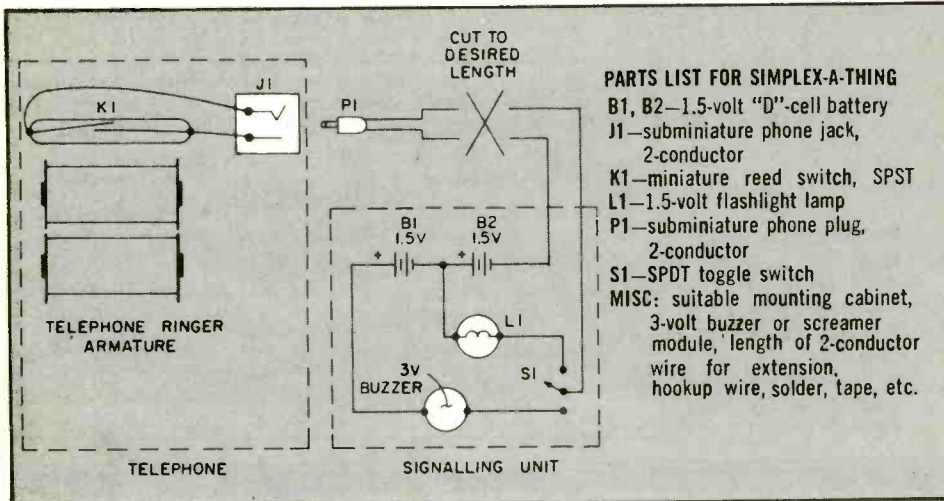 CUT TO
DESIRED
LENGTH
J1
K1
P1
B1
1.5V
B2
1.5V
+
+
L1
S1
3V
BUZZER
TELEPHONE RINGER
ARMATURE
TELEPHONE
SIGNALLING UNIT
PARTS LIST FOR SIMPLEX-A-THING
B1, B2—1.5-volt "D"-cell battery
J1—subminiature phone jack,
2-conductor
K1—miniature reed switch, SPST
L1—1.5-volt flashlight lamp
P1—subminiature phone plug,
2-conductor
S1—SPDT toggle switch
MISC: suitable mounting cabinet,
3-volt buzzer or screamer
module, length of 2-conductor
wire for extension,
hookup wire, solder, tape, etc.